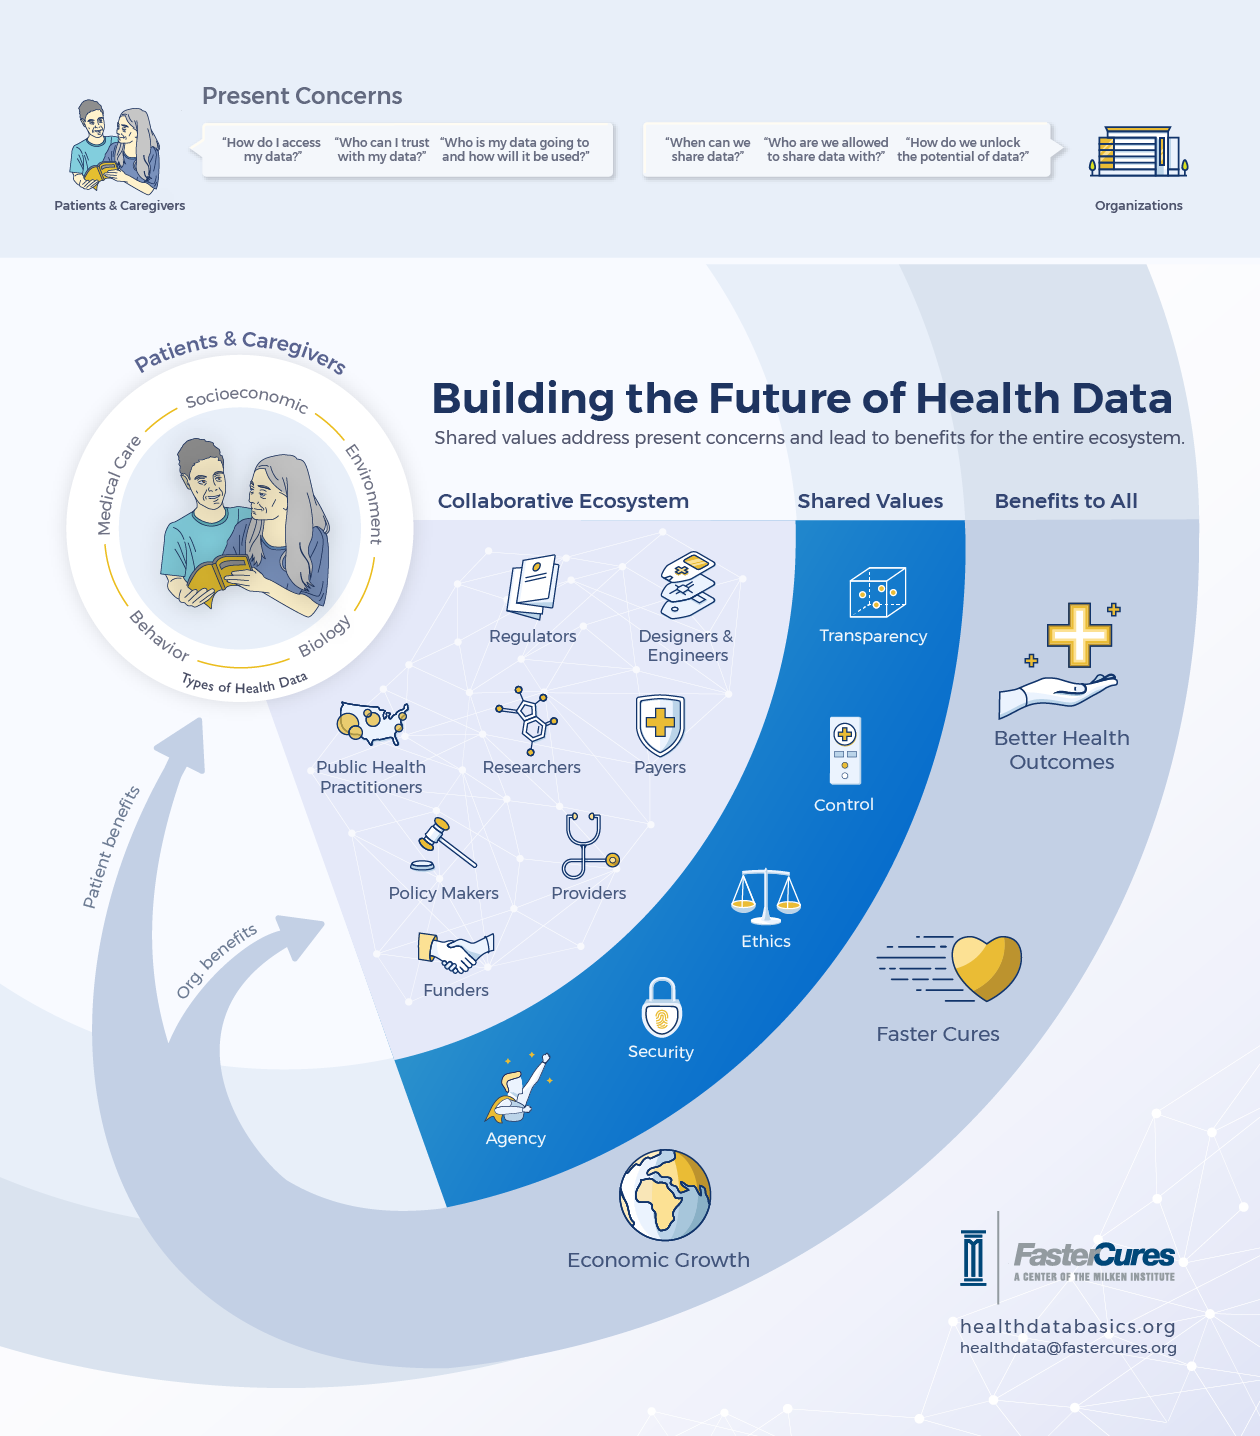 Present Concerns
“How do I access
my data?”
“Who can I trust
with my data?”
“Who is my data going to
and how will it be used?”
“When can we
share data?”
“Who are we allowed
to share data with?”
“How do we unlock
the potential of data?”
Patients & Caregivers
Organizations
Patients & Caregivers
Socioeconomic
Environment
Biology
Behavior
Medical Care
Types of Health Data
Building the Future of Health Data
Shared values address present concerns and lead to benefits for the entire ecosystem.
Collaborative Ecosystem
Shared Values
Benefits to All
Regulators
Designers &
Engineers
Public Health
Practitioners
Researchers
Payers
Policy Makers
Providers
Funders
Transparency
Control
Ethics
Security
Agency
Better Health
Outcomes
Faster Cures
Economic Growth
Patient benefits
Org. benefits
FasterCures
A CENTER OF THE MILKEN INSTITUTE
healthdatabasics.org
healthdata@fastercures.org